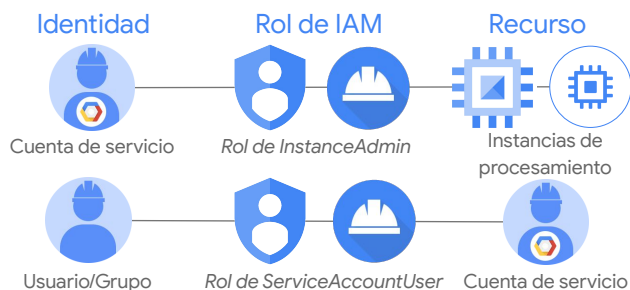 Identidad
Rol de IAM
Recurso
Cuenta de servicio
Rol de InstanceAdmin
Instancias de
procesamiento
Usuario/Grupo
Rol de ServiceAccountUser
Cuenta de servicio